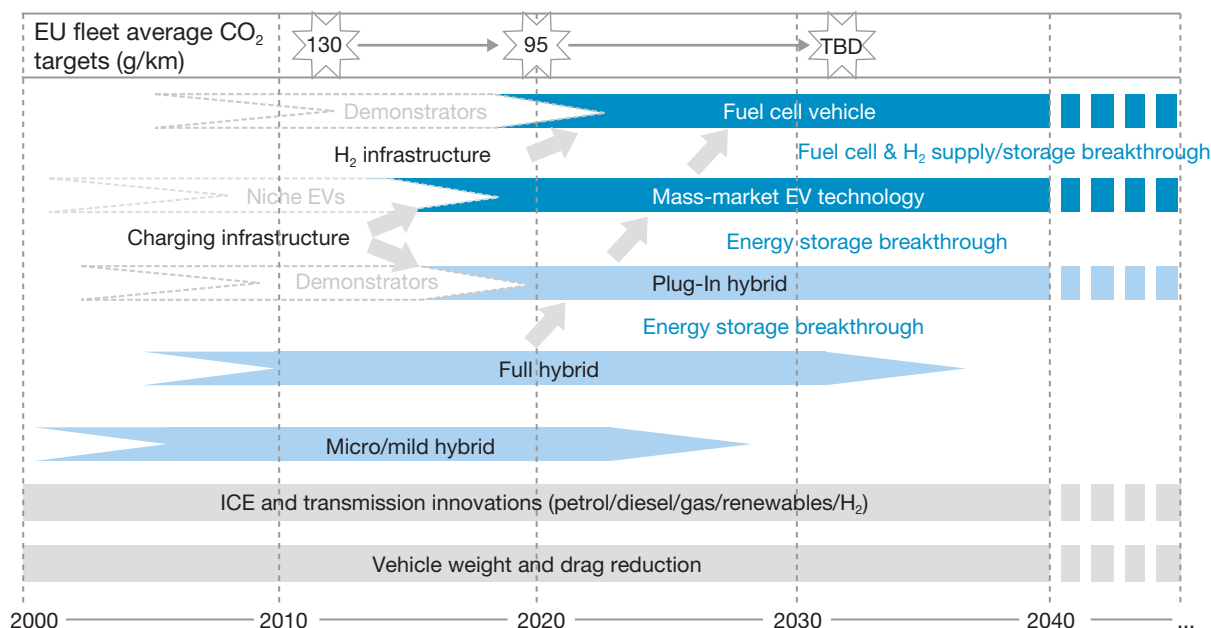 EU fleet average CO₂
targets (g/km)
130
95
TBD
Demonstrators
Fuel cell vehicle
H₂ infrastructure
Fuel cell & H₂ supply/storage breakthrough
Niche EVs
Mass-market EV technology
Charging infrastructure
Energy storage breakthrough
Demonstrators
Plug-In hybrid
Energy storage breakthrough
Full hybrid
Micro/mild hybrid
ICE and transmission innovations (petrol/diesel/gas/renewables/H₂)
Vehicle weight and drag reduction
2000 2010 2020 2030 2040 ...